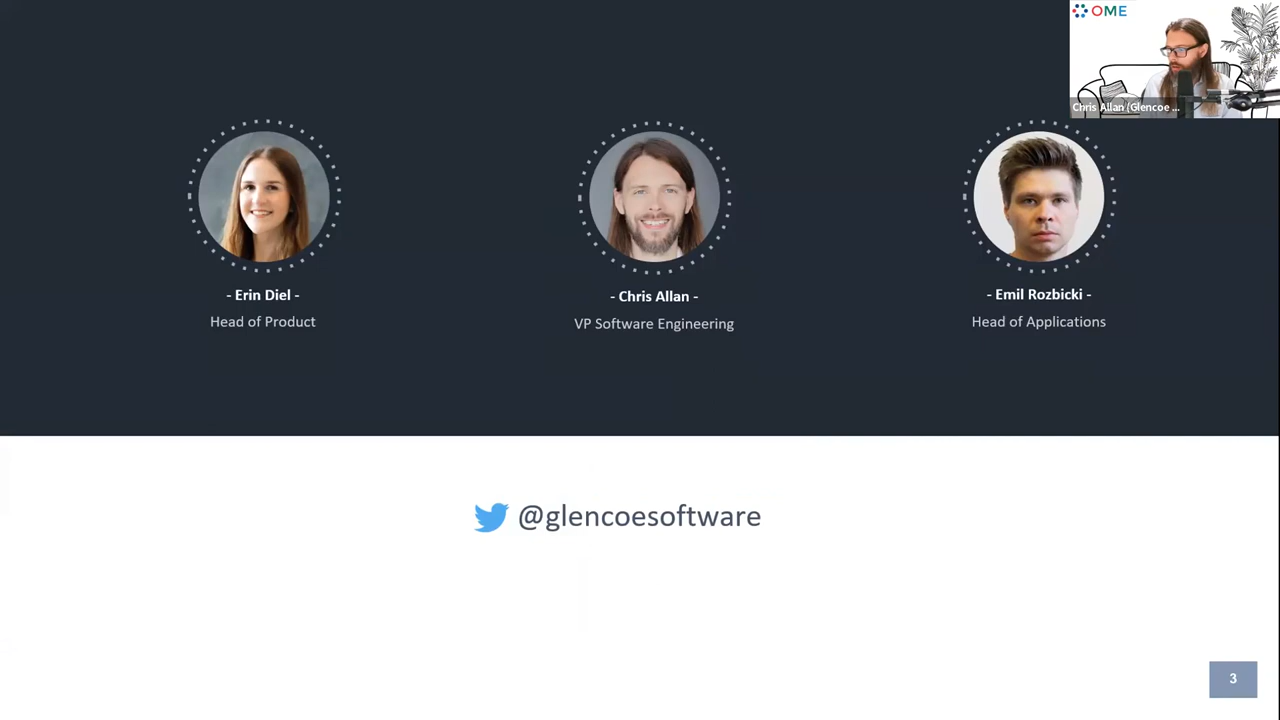 OME
Chris Allan (Glencoe ...
- Erin Diel -
Head of Product
- Chris Allan -
VP Software Engineering
- Emil Rozbicki -
Head of Applications
@glencoesoftware
3